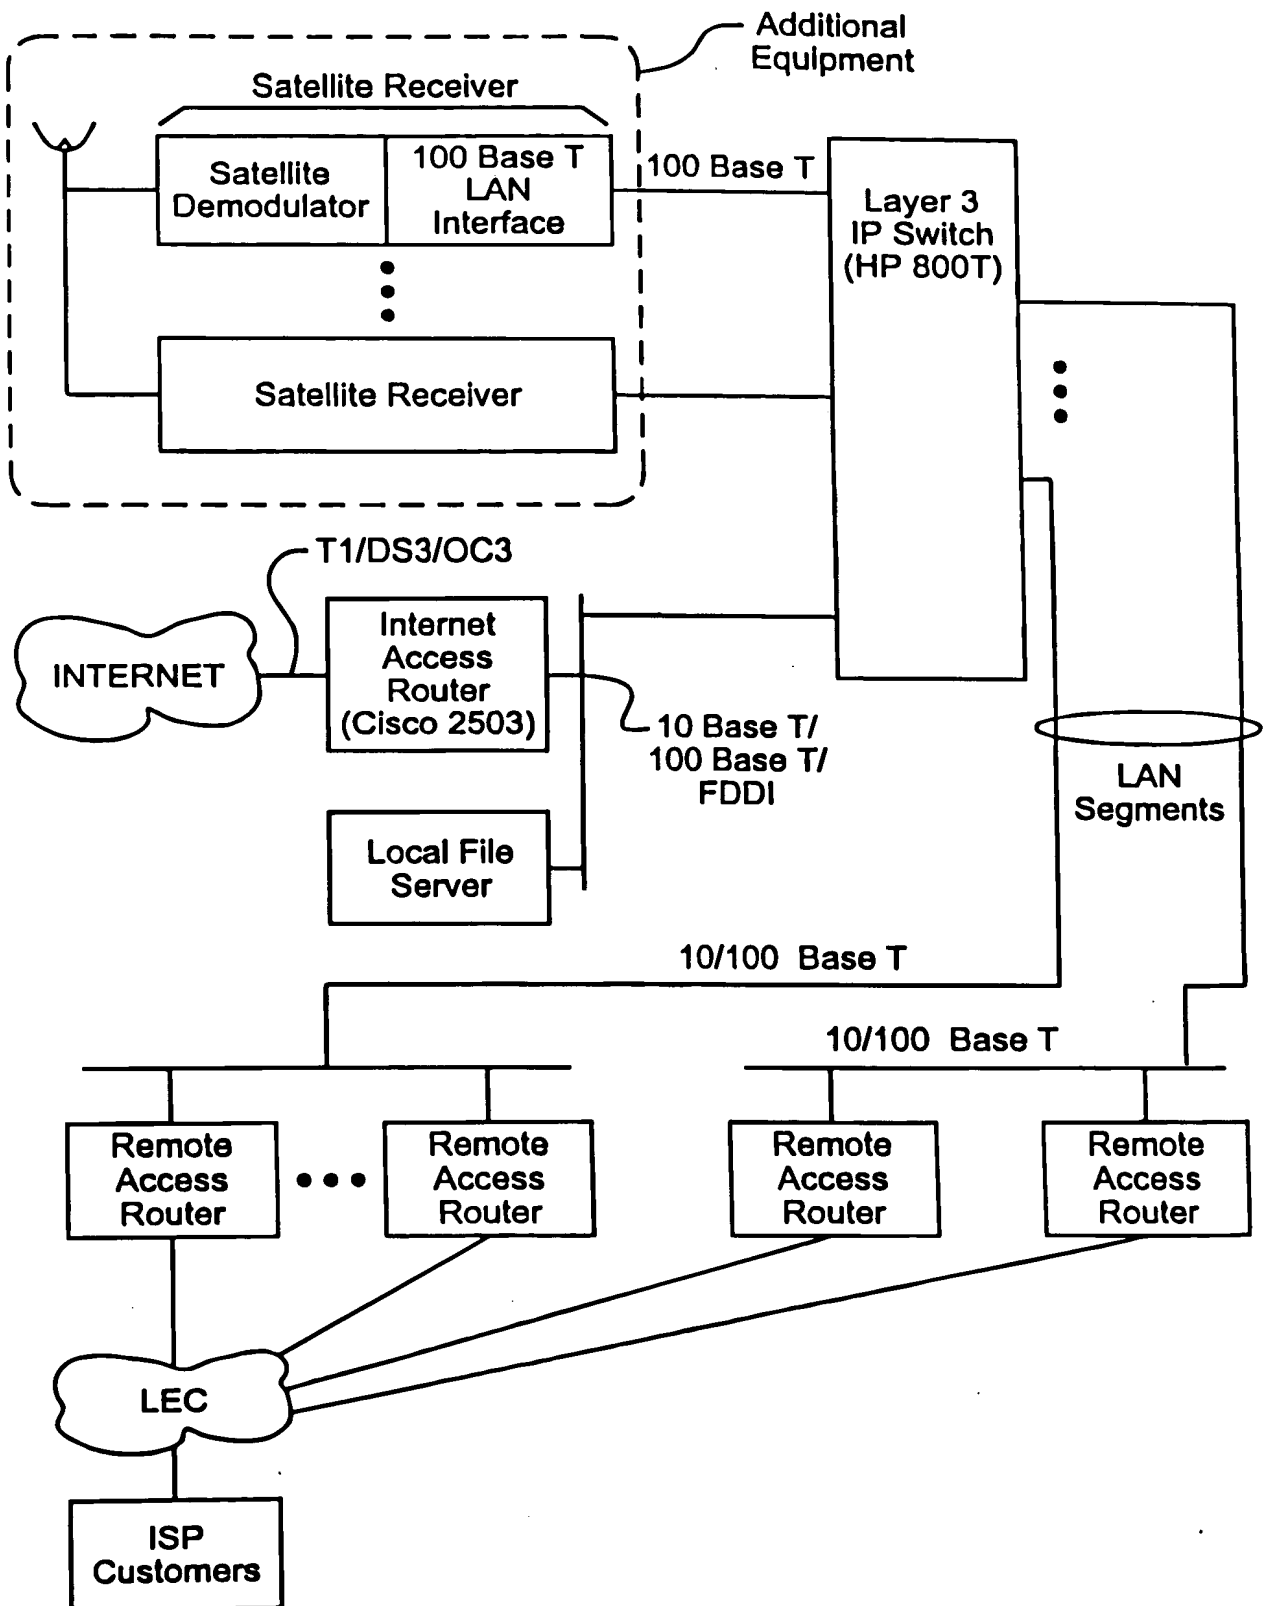 Additional
Equipment
Satellite Receiver
Satellite
Demodulator
100 Base T
LAN
Interface
100 Base T
Layer 3
IP Switch
(HP 800T)
Satellite Receiver
T1/DS3/OC3
INTERNET
Internet
Access
Router
(Cisco 2503)
10 Base T/
100 Base T/
FDDI
LAN
Segments
Local File
Server
10/100 Base T
10/100 Base T
Remote
Access
Router
Remote
Access
Router
Remote
Access
Router
Remote
Access
Router
LEC
ISP
Customers